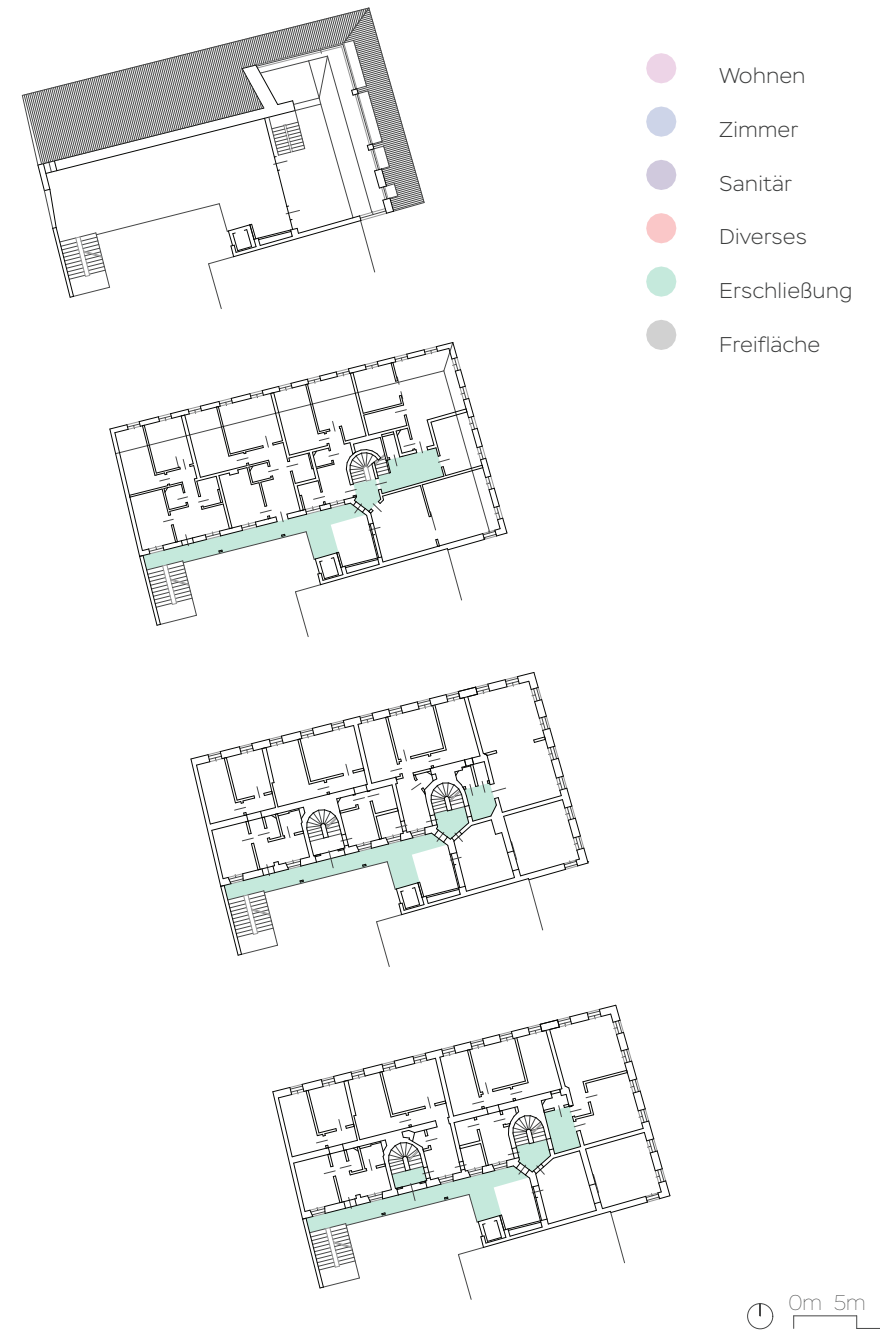 Wohnen
Zimmer
Sanitär
Diverses
Erschließung
Freifläche
0m 5m